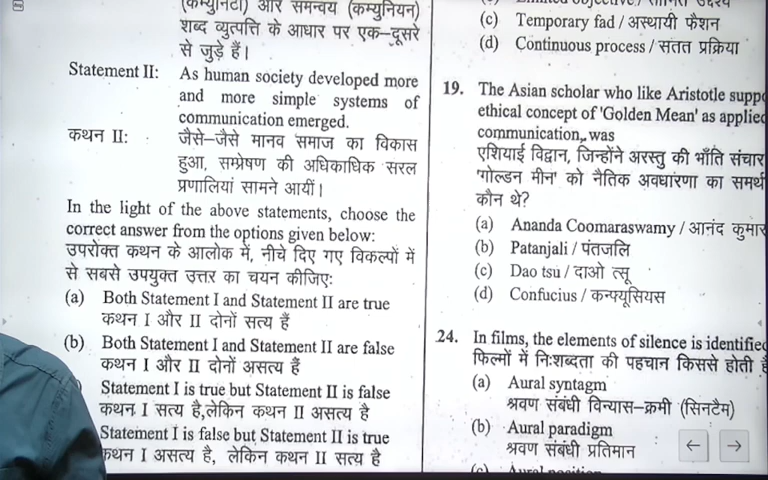 (कम्युनिटी) और समन्वय (कम्युनियन)
शब्द व्युत्पत्ति के आधार पर एक–दूसरे
से जुड़े हैं।
Statement II: As human society developed more
and more simple systems of
communication emerged.
कथन II: जैसे–जैसे मानव समाज का विकास
हुआ, सम्प्रेषण की अधिकाधिक सरल
प्रणालियां सामने आयीं।
In the light of the above statements, choose the
correct answer from the options given below:
उपरोक्त कथन के आलोक में, नीचे दिए गए विकल्पों में
से सबसे उपयुक्त उत्तर का चयन कीजिएः
(a) Both Statement I and Statement II are true
कथन I और II दोनों सत्य हैं
(b) Both Statement I and Statement II are false
कथन I और II दोनों असत्य हैं
Statement I is true but Statement II is false
कथन I सत्य है,लेकिन कथन II असत्य है
Statement I is false but Statement II is true
कथन I असत्य है, लेकिन कथन II सत्य है
(c) Temporary fad / अस्थायी फैशन
(d) Continuous process / सतत प्रक्रिया
19. The Asian scholar who like Aristotle suppo
ethical concept of 'Golden Mean' as applied
communication, was
एशियाई विद्वान, जिन्होंने अरस्तु की भाँति संचार
'गोल्डन मीन' को नैतिक अवधारणा का समर्थ
कौन थे?
(a) Ananda Coomaraswamy / आनंद कुमार
(b) Patanjali / पंतजलि
(c) Dao tsu / दाओ त्सू
(d) Confucius / कन्फ्यूसियस
24. In films, the elements of silence is identified
फिल्मों में निःशब्दता की पहचान किससे होती है
(a) Aural syntagm
श्रवण संबंधी विन्यास–क्रमी (सिनटैम)
(b) Aural paradigm
श्रवण संबंधी प्रतिमान
(c) Aural position